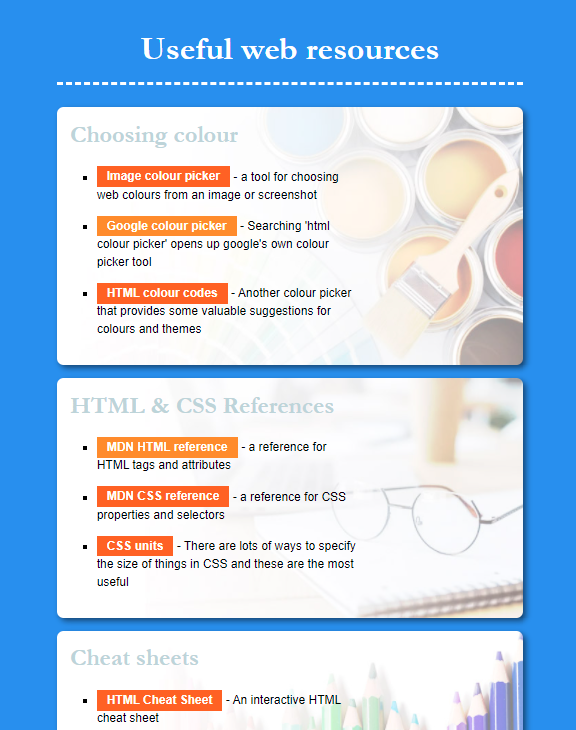 Useful web resources
Choosing colour
Image colour picker - a tool for choosing
web colours from an image or screenshot
Google colour picker - Searching 'html
colour picker' opens up google's own colour
picker tool
HTML colour codes - Another colour picker
that provides some valuable suggestions for
colours and themes
HTML & CSS References
MDN HTML reference - a reference for
HTML tags and attributes
MDN CSS reference - a reference for CSS
properties and selectors
CSS units - There are lots of ways to specify
the size of things in CSS and these are the most
useful
Cheat sheets
HTML Cheat Sheet - An interactive HTML
cheat sheet